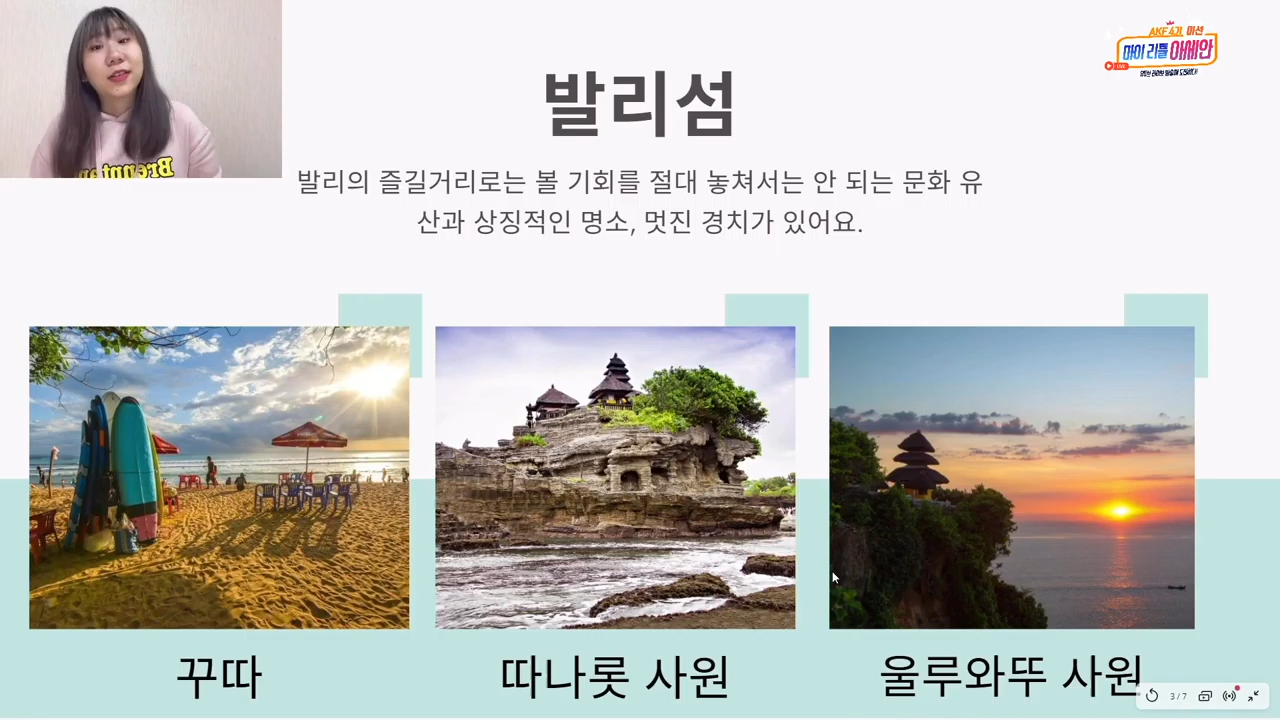 AKF 4기 미션
마이 리틀 아세안
LIVE
발리섬
발리의 즐길거리로는 볼 기회를 절대 놓쳐서는 안 되는 문화 유
산과 상징적인 명소, 멋진 경치가 있어요.
꾸따
따나롯 사원
울루와뚜 사원
3 / 7